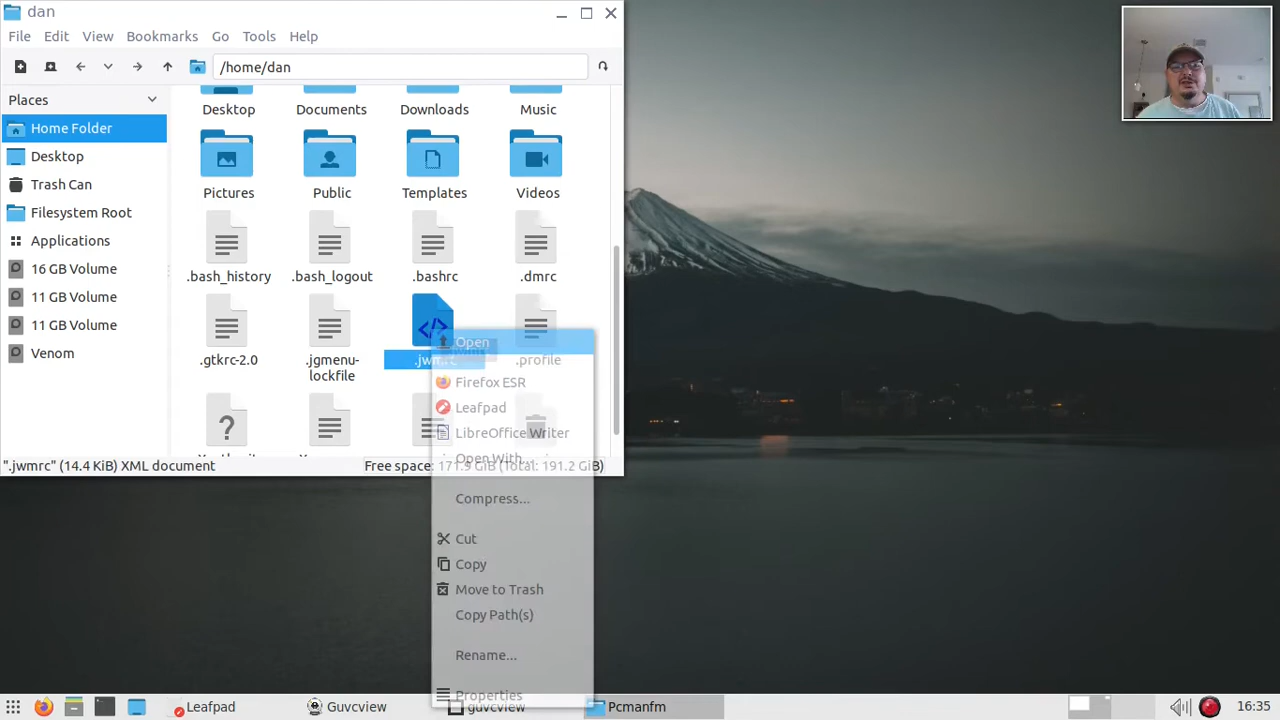 dan
File Edit View Bookmarks Go Tools Help
/home/dan
Places
Home Folder
Desktop
Trash Can
Filesystem Root
Applications
16 GB Volume
11 GB Volume
11 GB Volume
Venom
Desktop Documents Downloads Music
Pictures Public Templates Videos
.bash_history .bash_logout .bashrc .dmrc
.gtkrc-2.0 .jgmenu-lockfile .jwmrc .profile
Open
Firefox ESR
Leafpad
LibreOffice Writer
Open With...
Compress...
Cut
Copy
Move to Trash
Copy Path(s)
Rename...
Properties
".jwmrc" (14.4 KiB) XML document Free space: 171.9 GiB (Total: 191.2 GiB)
Leafpad Guvcview guvcview Pcmanfm 16:35